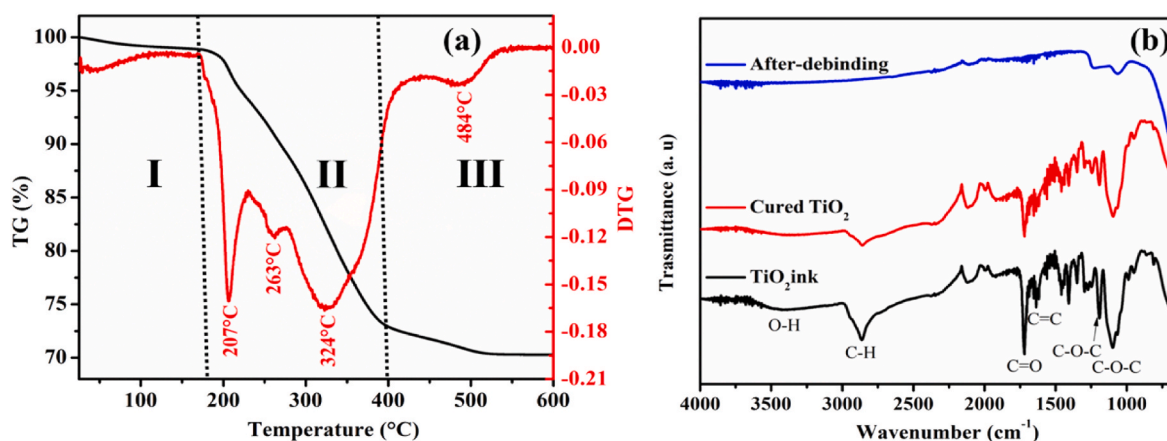 (a)
100
95
90
85
80
75
70
TG (%)
0.00
-0.03
-0.06
-0.09
-0.12
-0.15
-0.18
-0.21
DTG
I
II
III
207°C
263°C
324°C
484°C
0
100
200
300
400
500
600
Temperature (°C)
(b)
After-debinding
Cured TiO2
TiO2ink
O-H
C-H
C=O
C=C
C-O-C
C-O-C
Trasmittance (a. u)
4000
3500
3000
2500
2000
1500
1000
Wavenumber (cm-1)